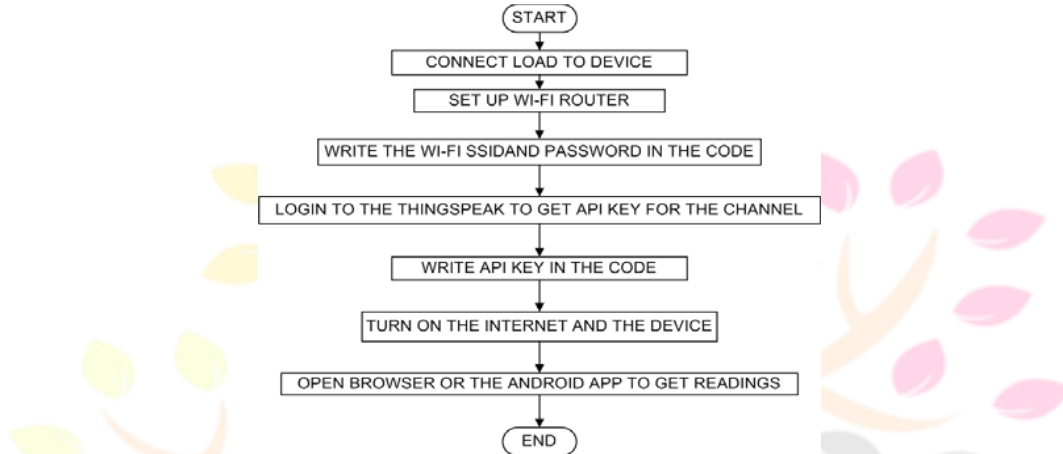 START
CONNECT LOAD TO DEVICE
SET UP WI-FI ROUTER
WRITE THE WI-FI SSIDAND PASSWORD IN THE CODE
LOGIN TO THE THINGSPEAK TO GET API KEY FOR THE CHANNEL
WRITE API KEY IN THE CODE
TURN ON THE INTERNET AND THE DEVICE
OPEN BROWSER OR THE ANDROID APP TO GET READINGS
END